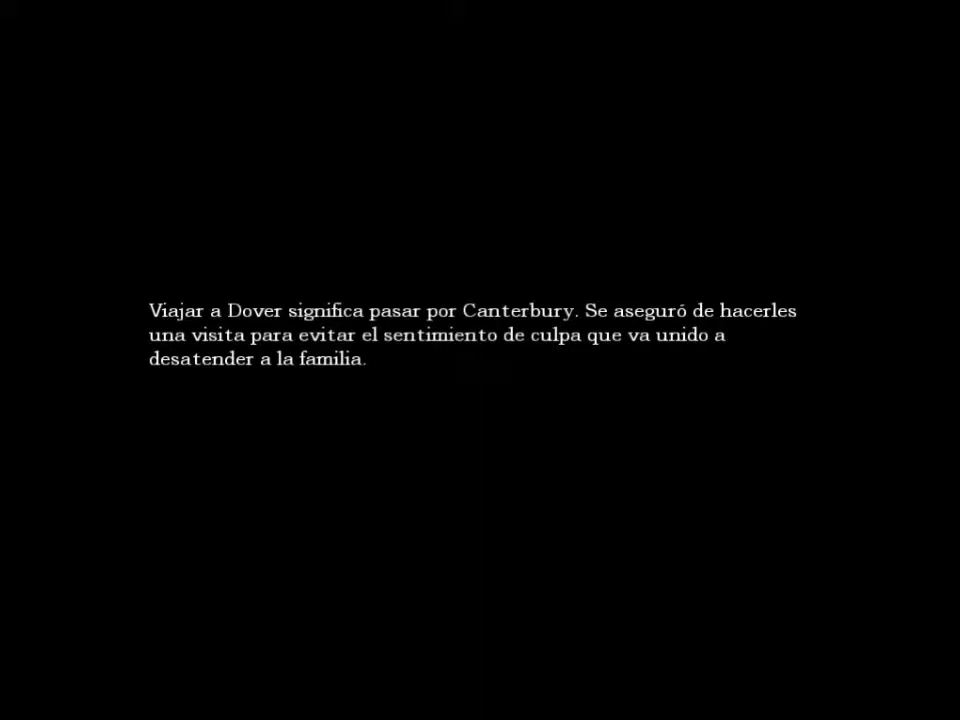 Viajar a Dover significa pasar por Canterbury. Se aseguró de hacerles
una visita para evitar el sentimiento de culpa que va unido a
desatender a la familia.